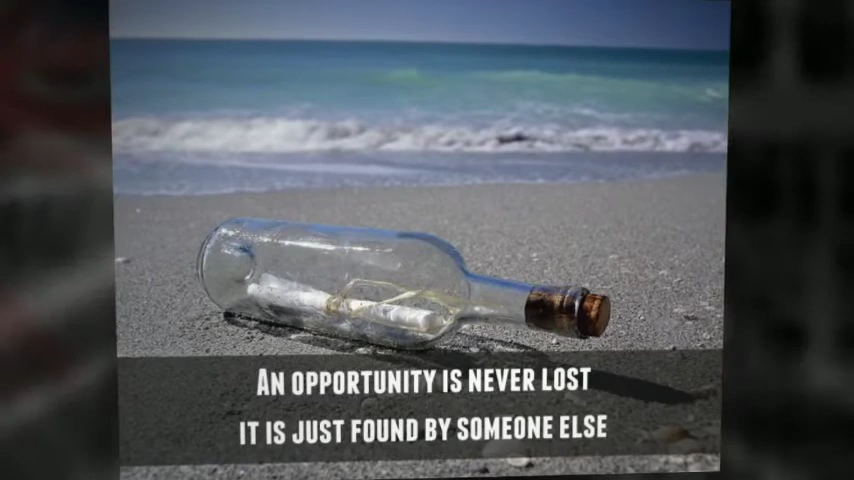 AN OPPORTUNITY IS NEVER LOST
IT IS JUST FOUND BY SOMEONE ELSE